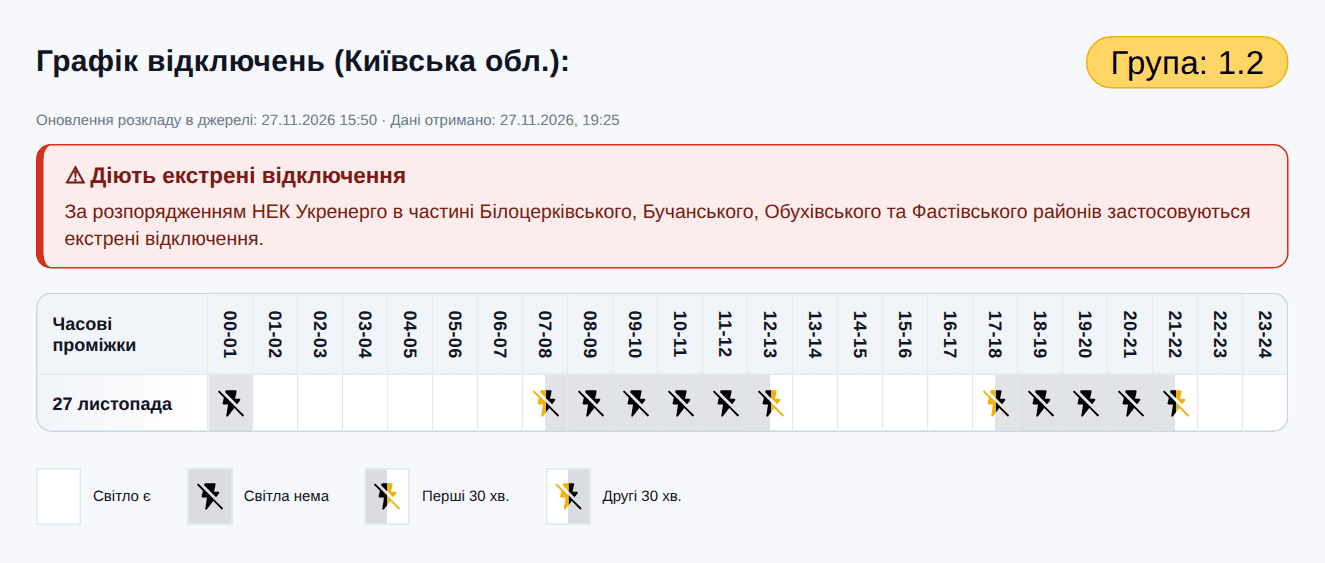 Графік відключень (Київська обл.):
Група: 1.2
Оновлення розкладу в джерелі: 27.11.2026 15:50 · Дані отримано: 27.11.2026, 19:25
⚠ Діють екстрені відключення
За розпорядженням НЕК Укренерго в частині Білоцерківського, Бучанського, Обухівського та Фастівського районів застосовуються
екстрені відключення.
Часові
проміжки
00-01
01-02
02-03
03-04
04-05
05-06
06-07
07-08
08-09
09-10
10-11
11-12
12-13
13-14
14-15
15-16
16-17
17-18
18-19
19-20
20-21
21-22
22-23
23-24
27 листопада
Світло є
Світла нема
Перші 30 хв.
Другі 30 хв.